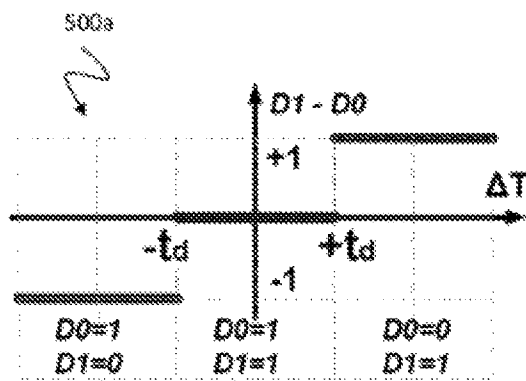 500a
D1 - D0
+1
ΔT
-td +td
-1
D0=1 D0=1 D0=0
D1=0 D1=1 D1=1